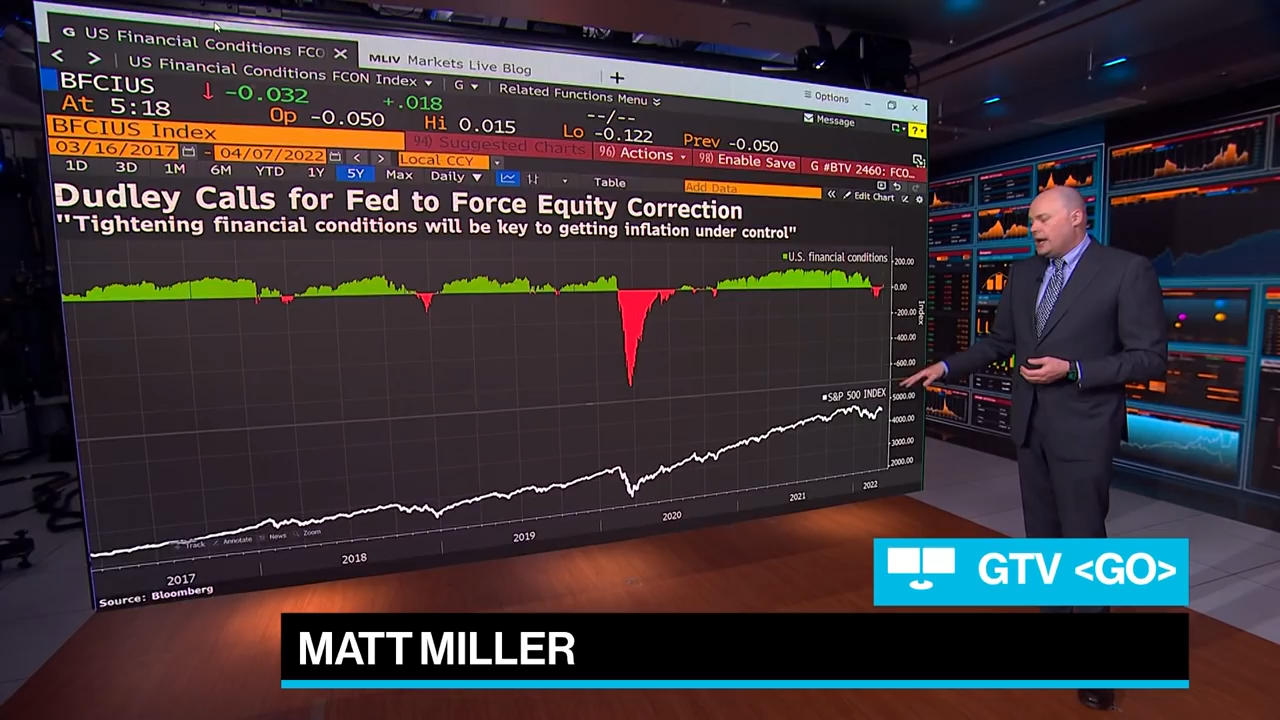 G US Financial Conditions FCO ×
MLIV Markets Live Blog
+
< > US Financial Conditions FCON Index
G
Related Functions Menu
Options
BFCIUS
↓ -0.032
+.018
--/--
Message
At 5:18
Op -0.050
Hi 0.015
Lo -0.122
Prev -0.050
BFCIUS Index
94) Suggested Charts
96) Actions
98) Enable Save
G #BTV 2460: FCO...
03/16/2017 - 04/07/2022
< >
Local CCY
1D 3D 1M 6M YTD 1Y 5Y Max Daily ▼
Table
Add Data
« Edit Chart
Dudley Calls for Fed to Force Equity Correction
"Tightening financial conditions will be key to getting inflation under control"
U.S. financial conditions
200.00
0.00
-200.00
-400.00
-600.00
Index
S&P 500 INDEX
5000.00
4000.00
3000.00
2000.00
Track Annotate News Zoom
2017 2018 2019 2020 2021 2022
Source: Bloomberg
GTV <GO>
MATT MILLER